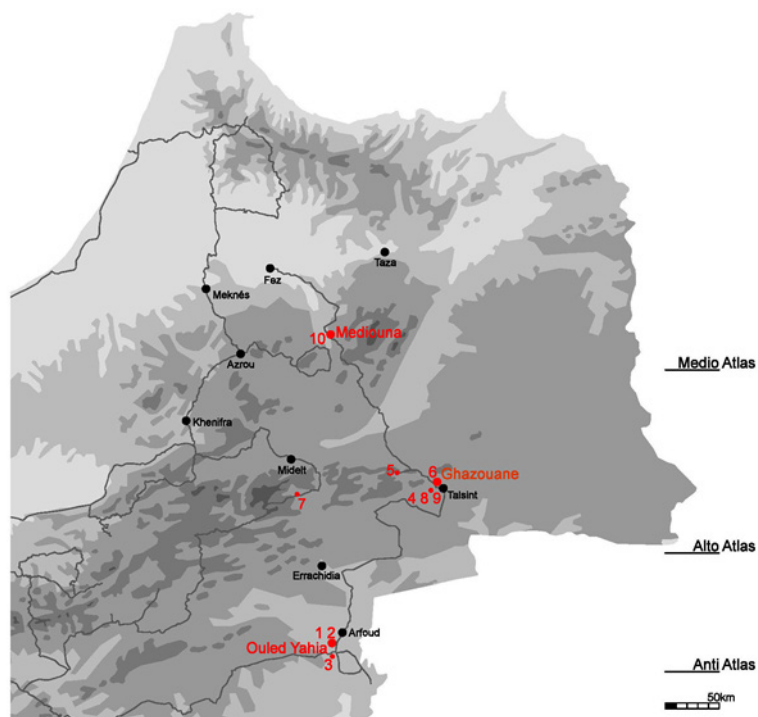 Taza
Fez
Meknés
10 Mediouna
Medio Atlas
Azrou
Khenifra
Midelt
5
6 Ghazouane
7
4 8 9
Talsint
Alto Atlas
Errachidia
1 2
Arfoud
Ouled Yahia
3
Anti Atlas
50km